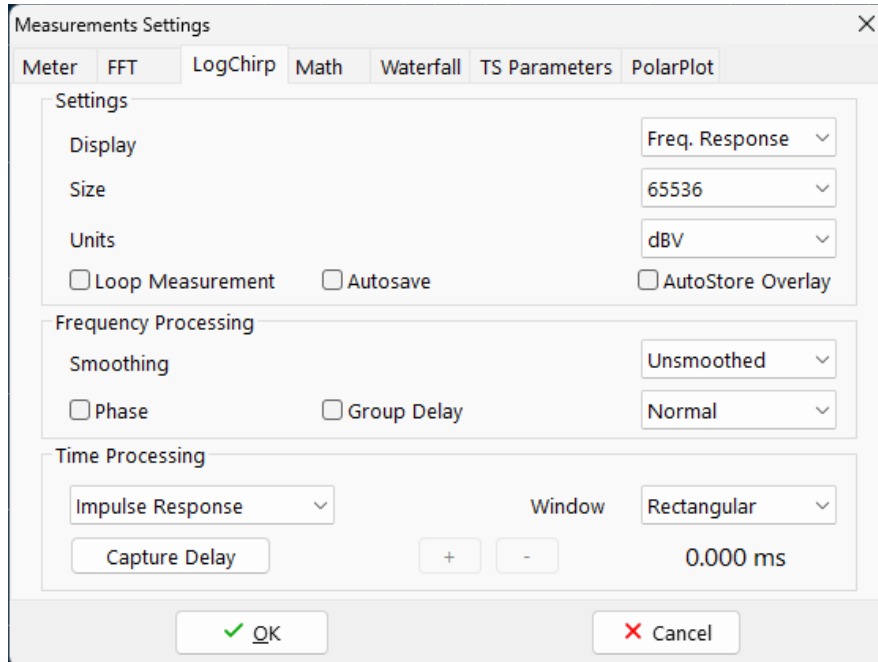 Measurements Settings
Meter FFT LogChirp Math Waterfall TS Parameters PolarPlot
Settings
Display Freq. Response
Size 65536
Units dBV
Loop Measurement Autosave AutoStore Overlay
Frequency Processing
Smoothing Unsmoothed
Phase Group Delay Normal
Time Processing
Impulse Response Window Rectangular
Capture Delay + - 0.000 ms
OK Cancel